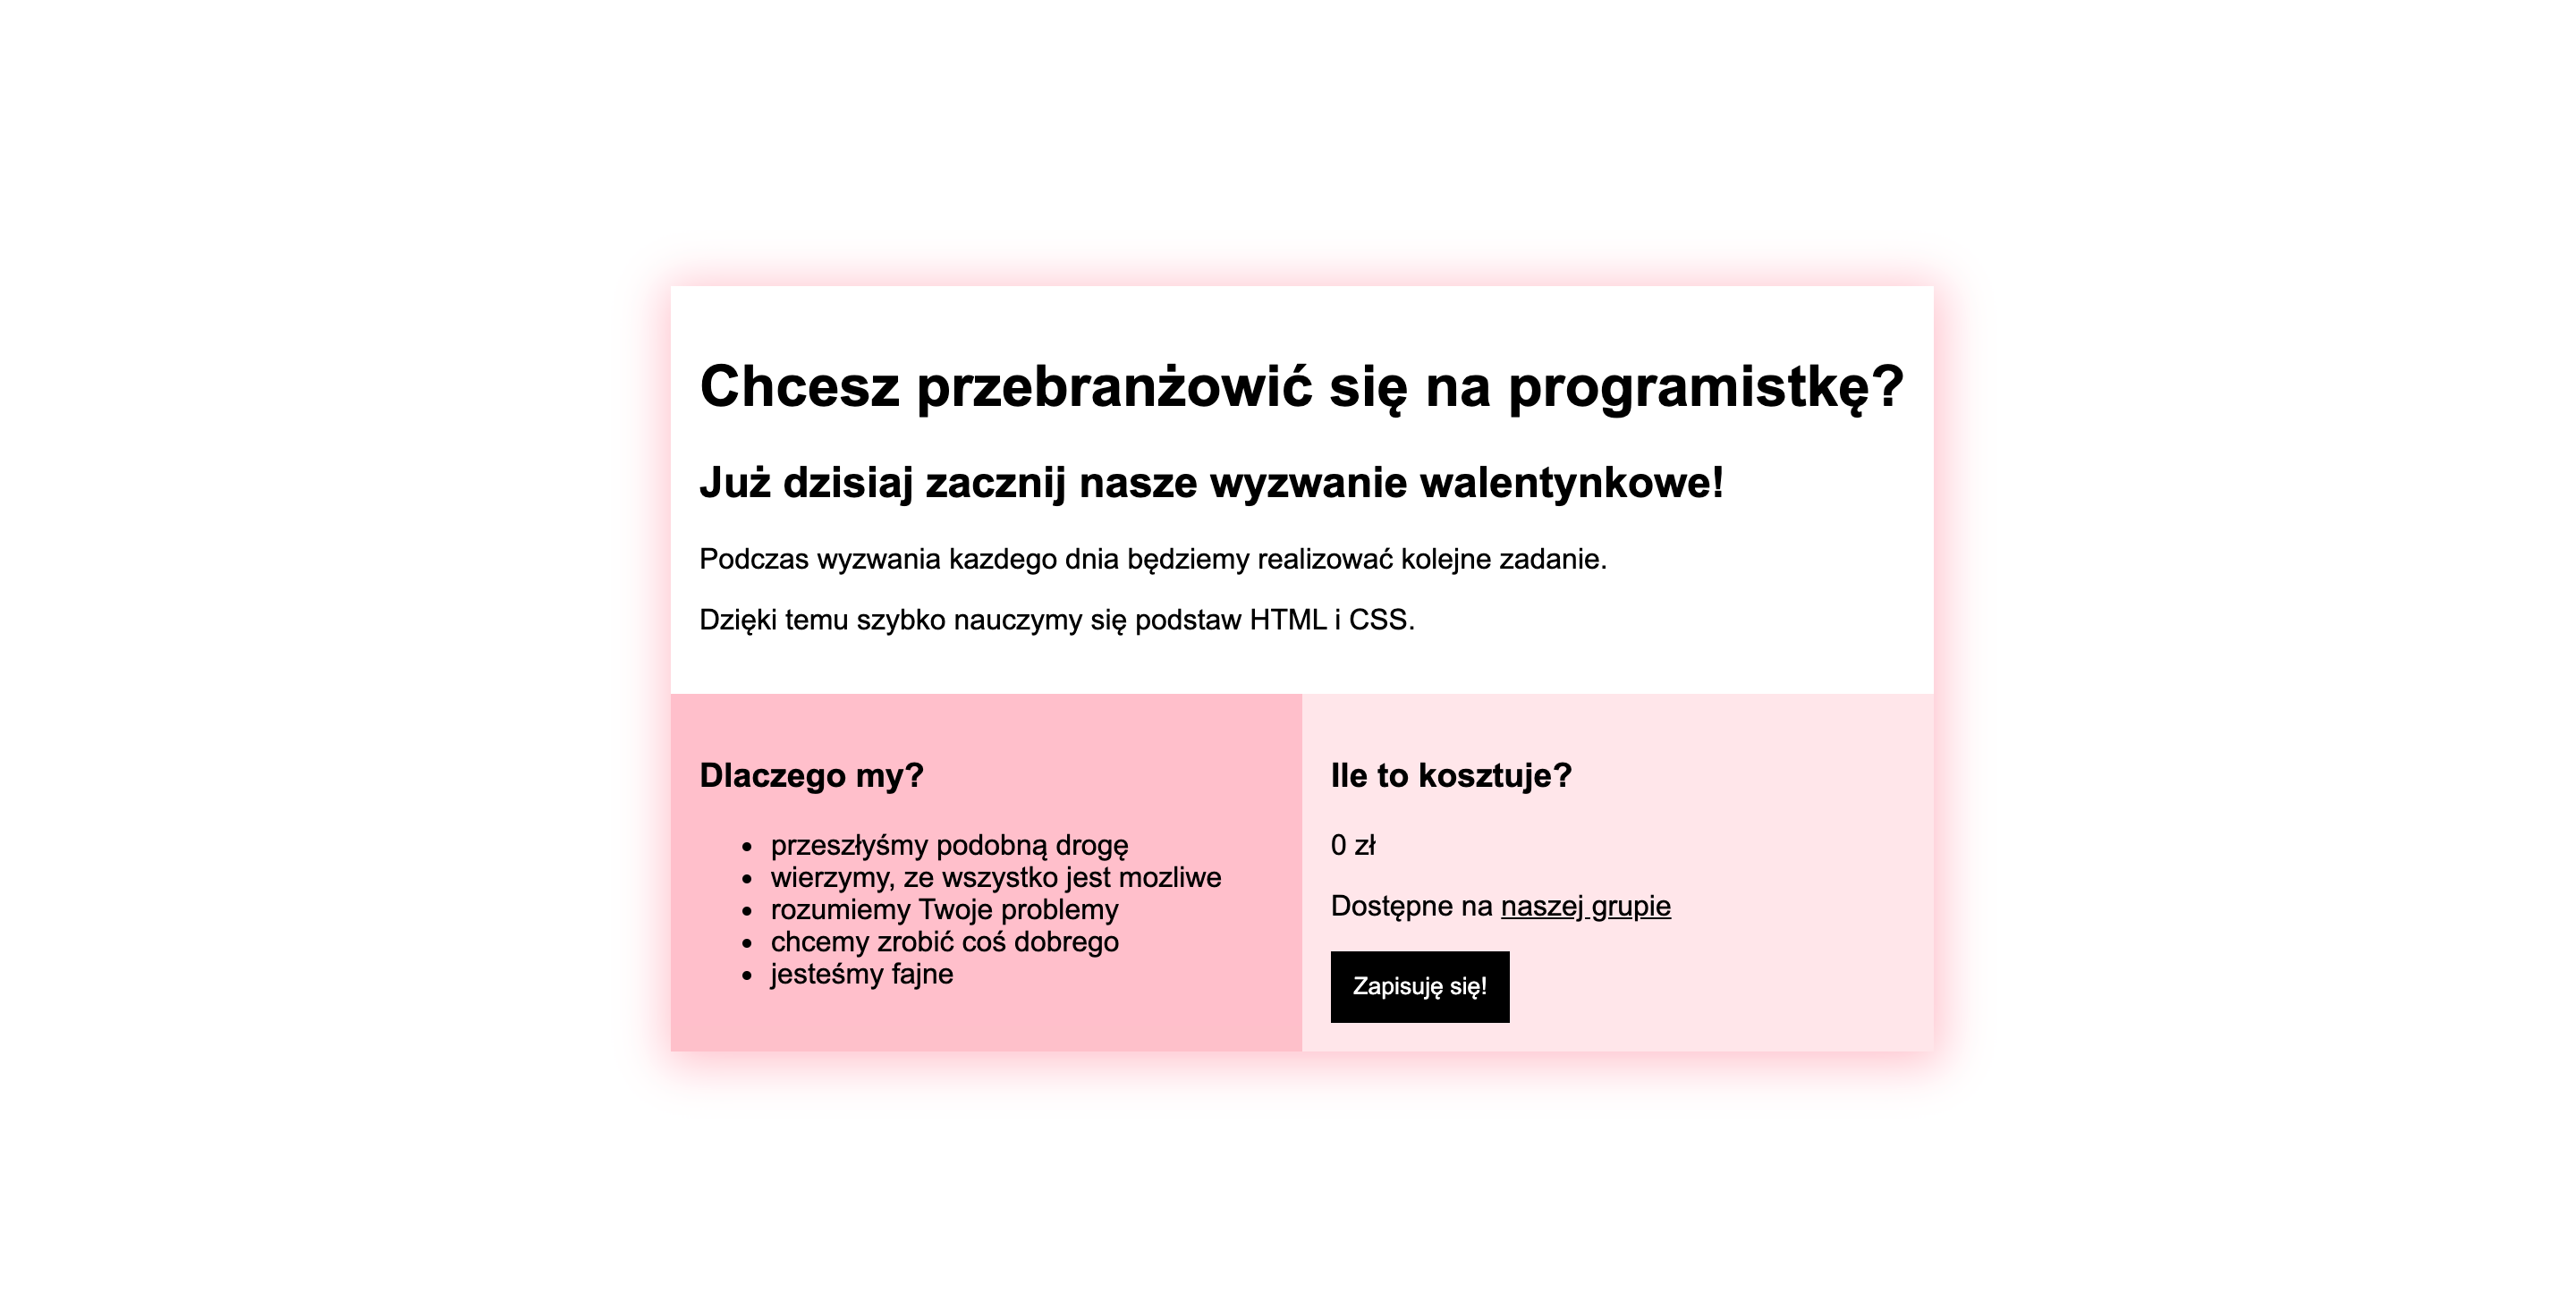 Chcesz przebranżowić się na programistkę?
Już dzisiaj zacznij nasze wyzwanie walentynkowe!
Podczas wyzwania kazdego dnia będziemy realizować kolejne zadanie.
Dzięki temu szybko nauczymy się podstaw HTML i CSS.
Dlaczego my?
• przeszłyśmy podobną drogę
• wierzymy, ze wszystko jest mozliwe
• rozumiemy Twoje problemy
• chcemy zrobić coś dobrego
• jesteśmy fajne
Ile to kosztuje?
0 zł
Dostępne na naszej grupie
Zapisuję się!